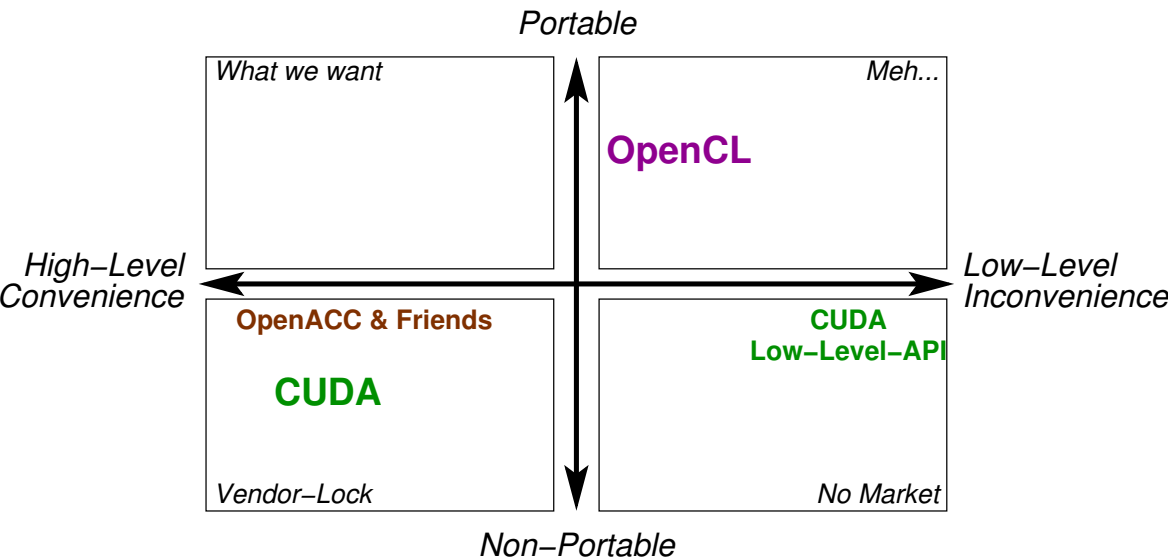 Portable
What we want
Meh...
OpenCL
High–Level
Convenience
Low–Level
Inconvenience
OpenACC & Friends
CUDA
CUDA
Low–Level–API
Vendor–Lock
No Market
Non–Portable